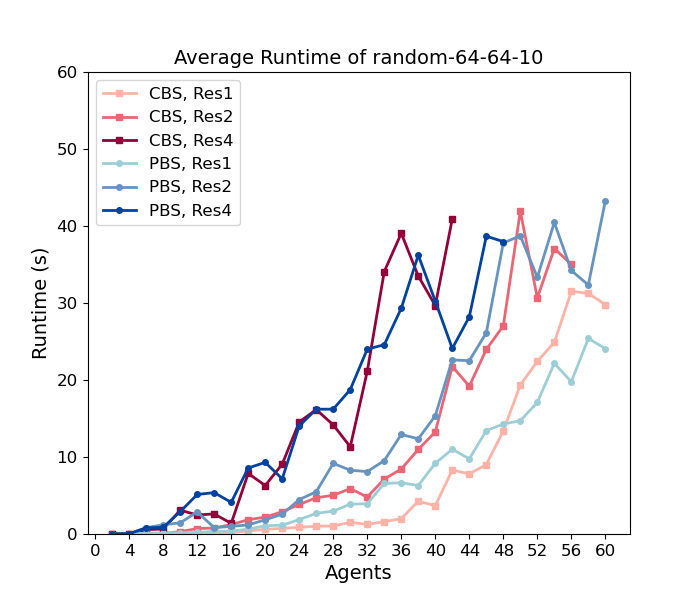 Average Runtime of random-64-64-10
60
50
40
30
20
10
0
Runtime (s)
CBS, Res1
CBS, Res2
CBS, Res4
PBS, Res1
PBS, Res2
PBS, Res4
0 4 8 12 16 20 24 28 32 36 40 44 48 52 56 60
Agents